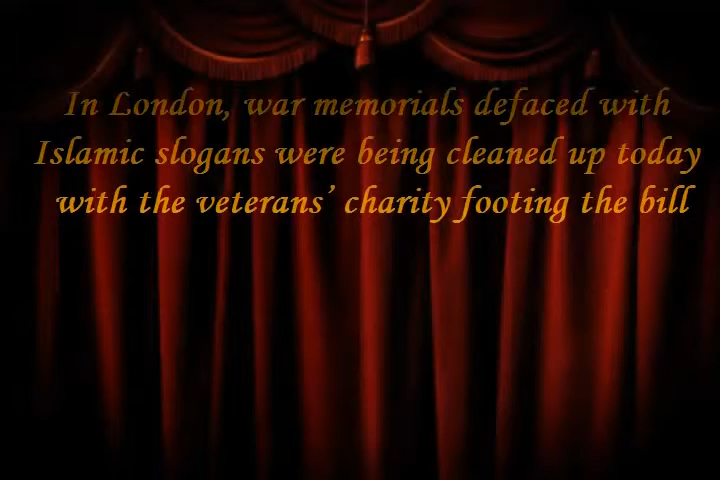 In London, war memorials defaced with
Islamic slogans were being cleaned up today
with the veterans’ charity footing the bill